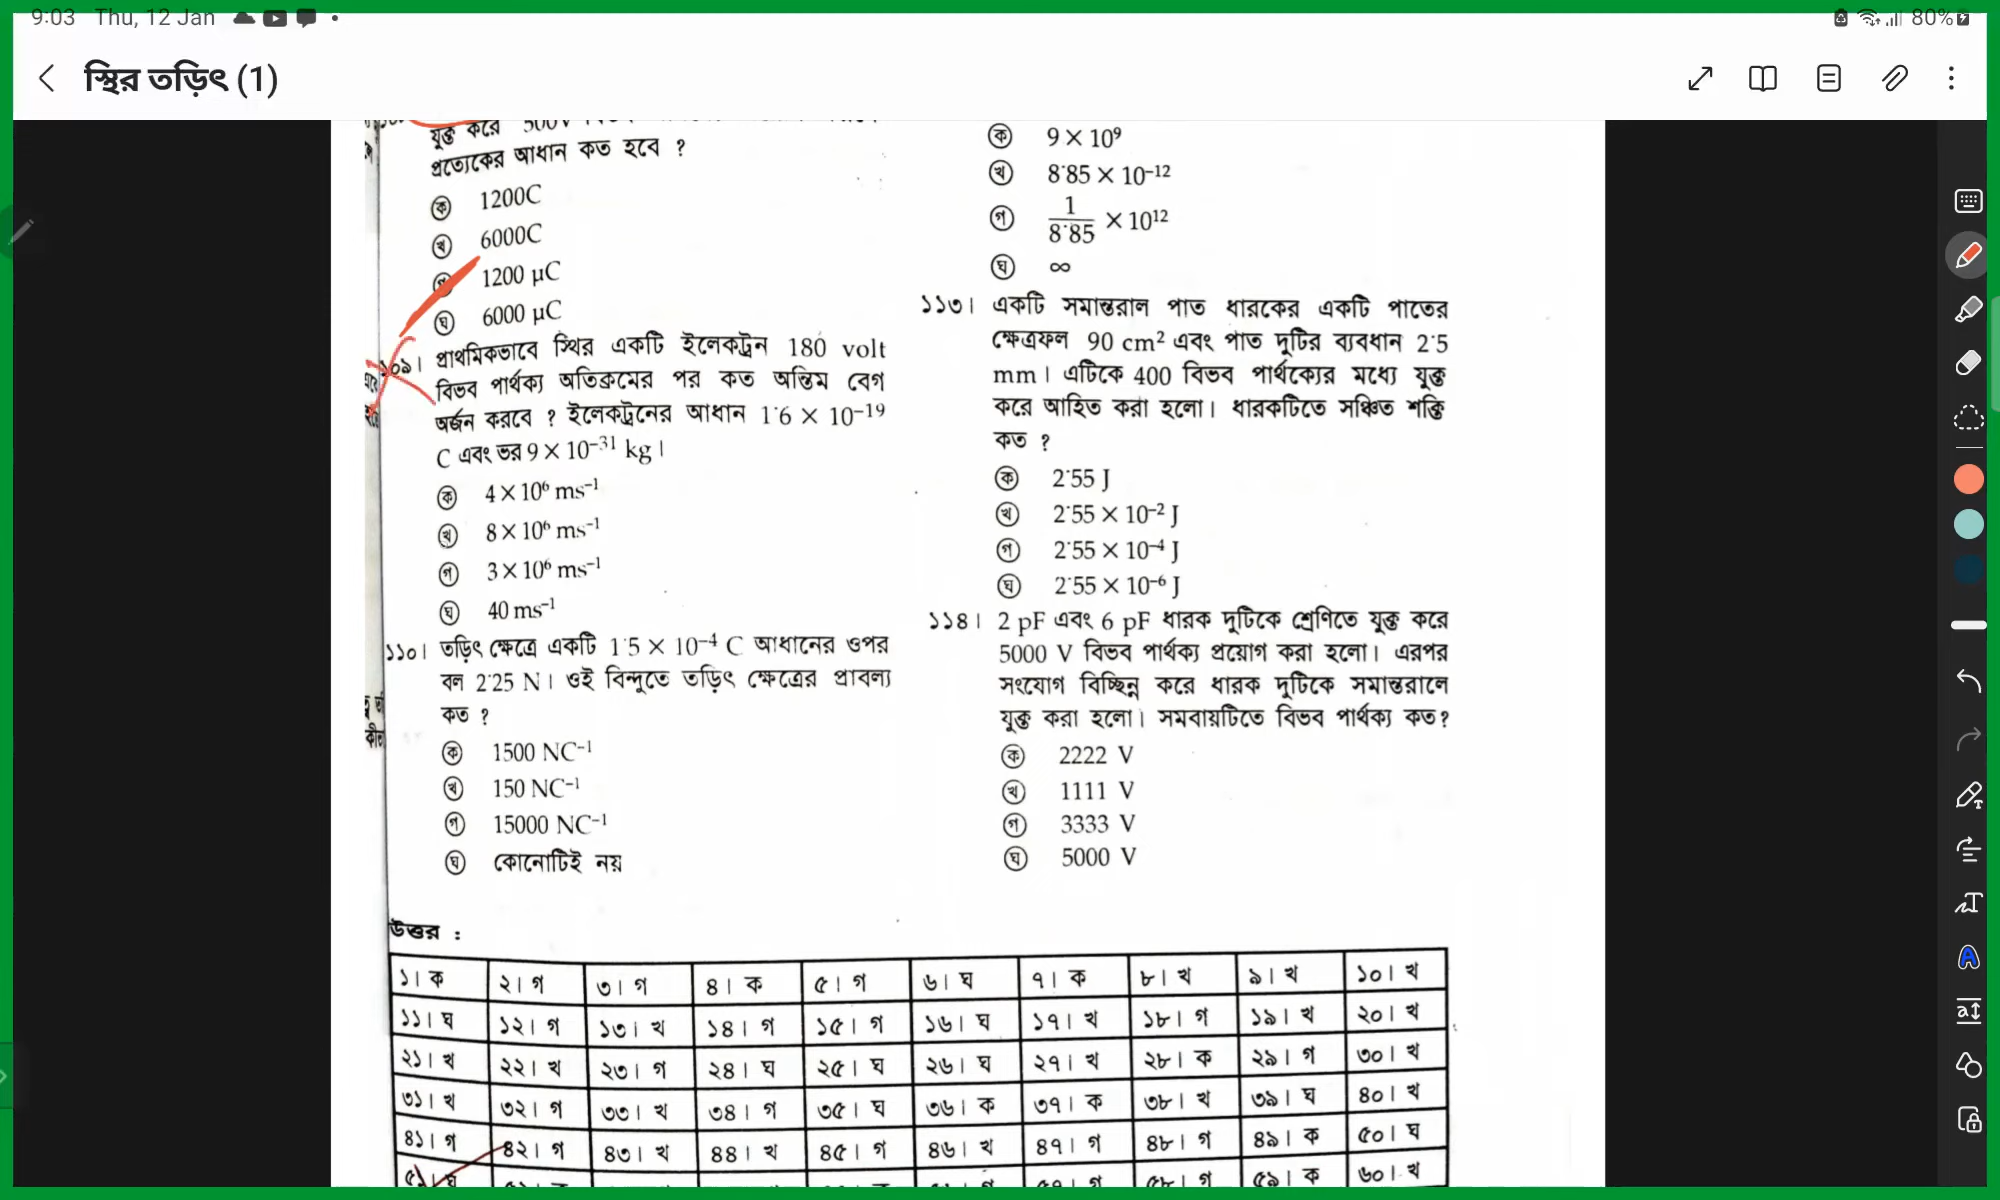 9:03 Thu, 12 Jan
80%
স্থির তড়িৎ (1)
যুক্ত করে 500V
প্রত্যেকের আধান কত হবে ?
ক 1200C
খ 6000C
1200 μC
ঘ 6000 μC
১০৯। প্রাথমিকভাবে স্থির একটি ইলেকট্রন 180 volt
বিভব পার্থক্য অতিক্রমের পর কত অন্তিম বেগ
অর্জন করবে ? ইলেকট্রনের আধান 1·6 × 10⁻¹⁹
C এবং ভর 9 × 10⁻³¹ kg।
ক 4 × 10⁶ ms⁻¹
খ 8 × 10⁶ ms⁻¹
গ 3 × 10⁶ ms⁻¹
ঘ 40 ms⁻¹
১১০। তড়িৎ ক্ষেত্রে একটি 1·5 × 10⁻⁴ C আধানের ওপর
বল 2·25 N। ওই বিন্দুতে তড়িৎ ক্ষেত্রের প্রাবল্য
কত ?
ক 1500 NC⁻¹
খ 150 NC⁻¹
গ 15000 NC⁻¹
ঘ কোনোটিই নয়
ক 9 × 10⁹
খ 8·85 × 10⁻¹²
গ 1/8·85 × 10¹²
ঘ ∞
১১৩। একটি সমান্তরাল পাত ধারকের একটি পাতের
ক্ষেত্রফল 90 cm² এবং পাত দুটির ব্যবধান 2·5
mm। এটিকে 400 বিভব পার্থক্যের মধ্যে যুক্ত
করে আহিত করা হলো। ধারকটিতে সঞ্চিত শক্তি
কত ?
ক 2·55 J
খ 2·55 × 10⁻² J
গ 2·55 × 10⁻⁴ J
ঘ 2·55 × 10⁻⁶ J
১১৪। 2 pF এবং 6 pF ধারক দুটিকে শ্রেণিতে যুক্ত করে
5000 V বিভব পার্থক্য প্রয়োগ করা হলো। এরপর
সংযোগ বিচ্ছিন্ন করে ধারক দুটিকে সমান্তরালে
যুক্ত করা হলো। সমবায়টিতে বিভব পার্থক্য কত?
ক 2222 V
খ 1111 V
গ 3333 V
ঘ 5000 V
উত্তর :
১। ক ২। গ ৩। গ ৪। ক ৫। গ ৬। ঘ ৭। ক ৮। খ ৯। খ ১০। খ
১১। ঘ ১২। গ ১৩। খ ১৪। গ ১৫। গ ১৬। ঘ ১৭। খ ১৮। গ ১৯। খ ২০। খ
২১। খ ২২। খ ২৩। গ ২৪। ঘ ২৫। ঘ ২৬। ঘ ২৭। খ ২৮। ক ২৯। গ ৩০। খ
৩১। খ ৩২। গ ৩৩। খ ৩৪। গ ৩৫। ঘ ৩৬। ক ৩৭। ক ৩৮। খ ৩৯। ঘ ৪০। খ
৪১। গ ৪২। গ ৪৩। খ ৪৪। খ ৪৫। গ ৪৬। খ ৪৭। গ ৪৮। গ ৪৯। ক ৫০। ঘ
৫৯। ক ৬০। খ